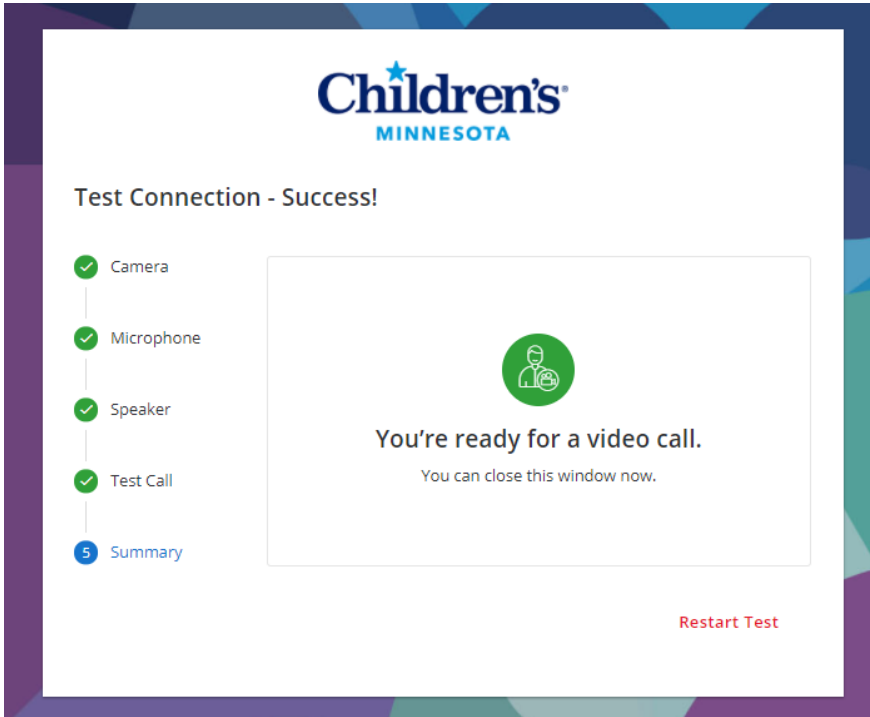 Children's®
MINNESOTA
Test Connection - Success!
Camera
Microphone
Speaker
Test Call
5 Summary
You're ready for a video call.
You can close this window now.
Restart Test